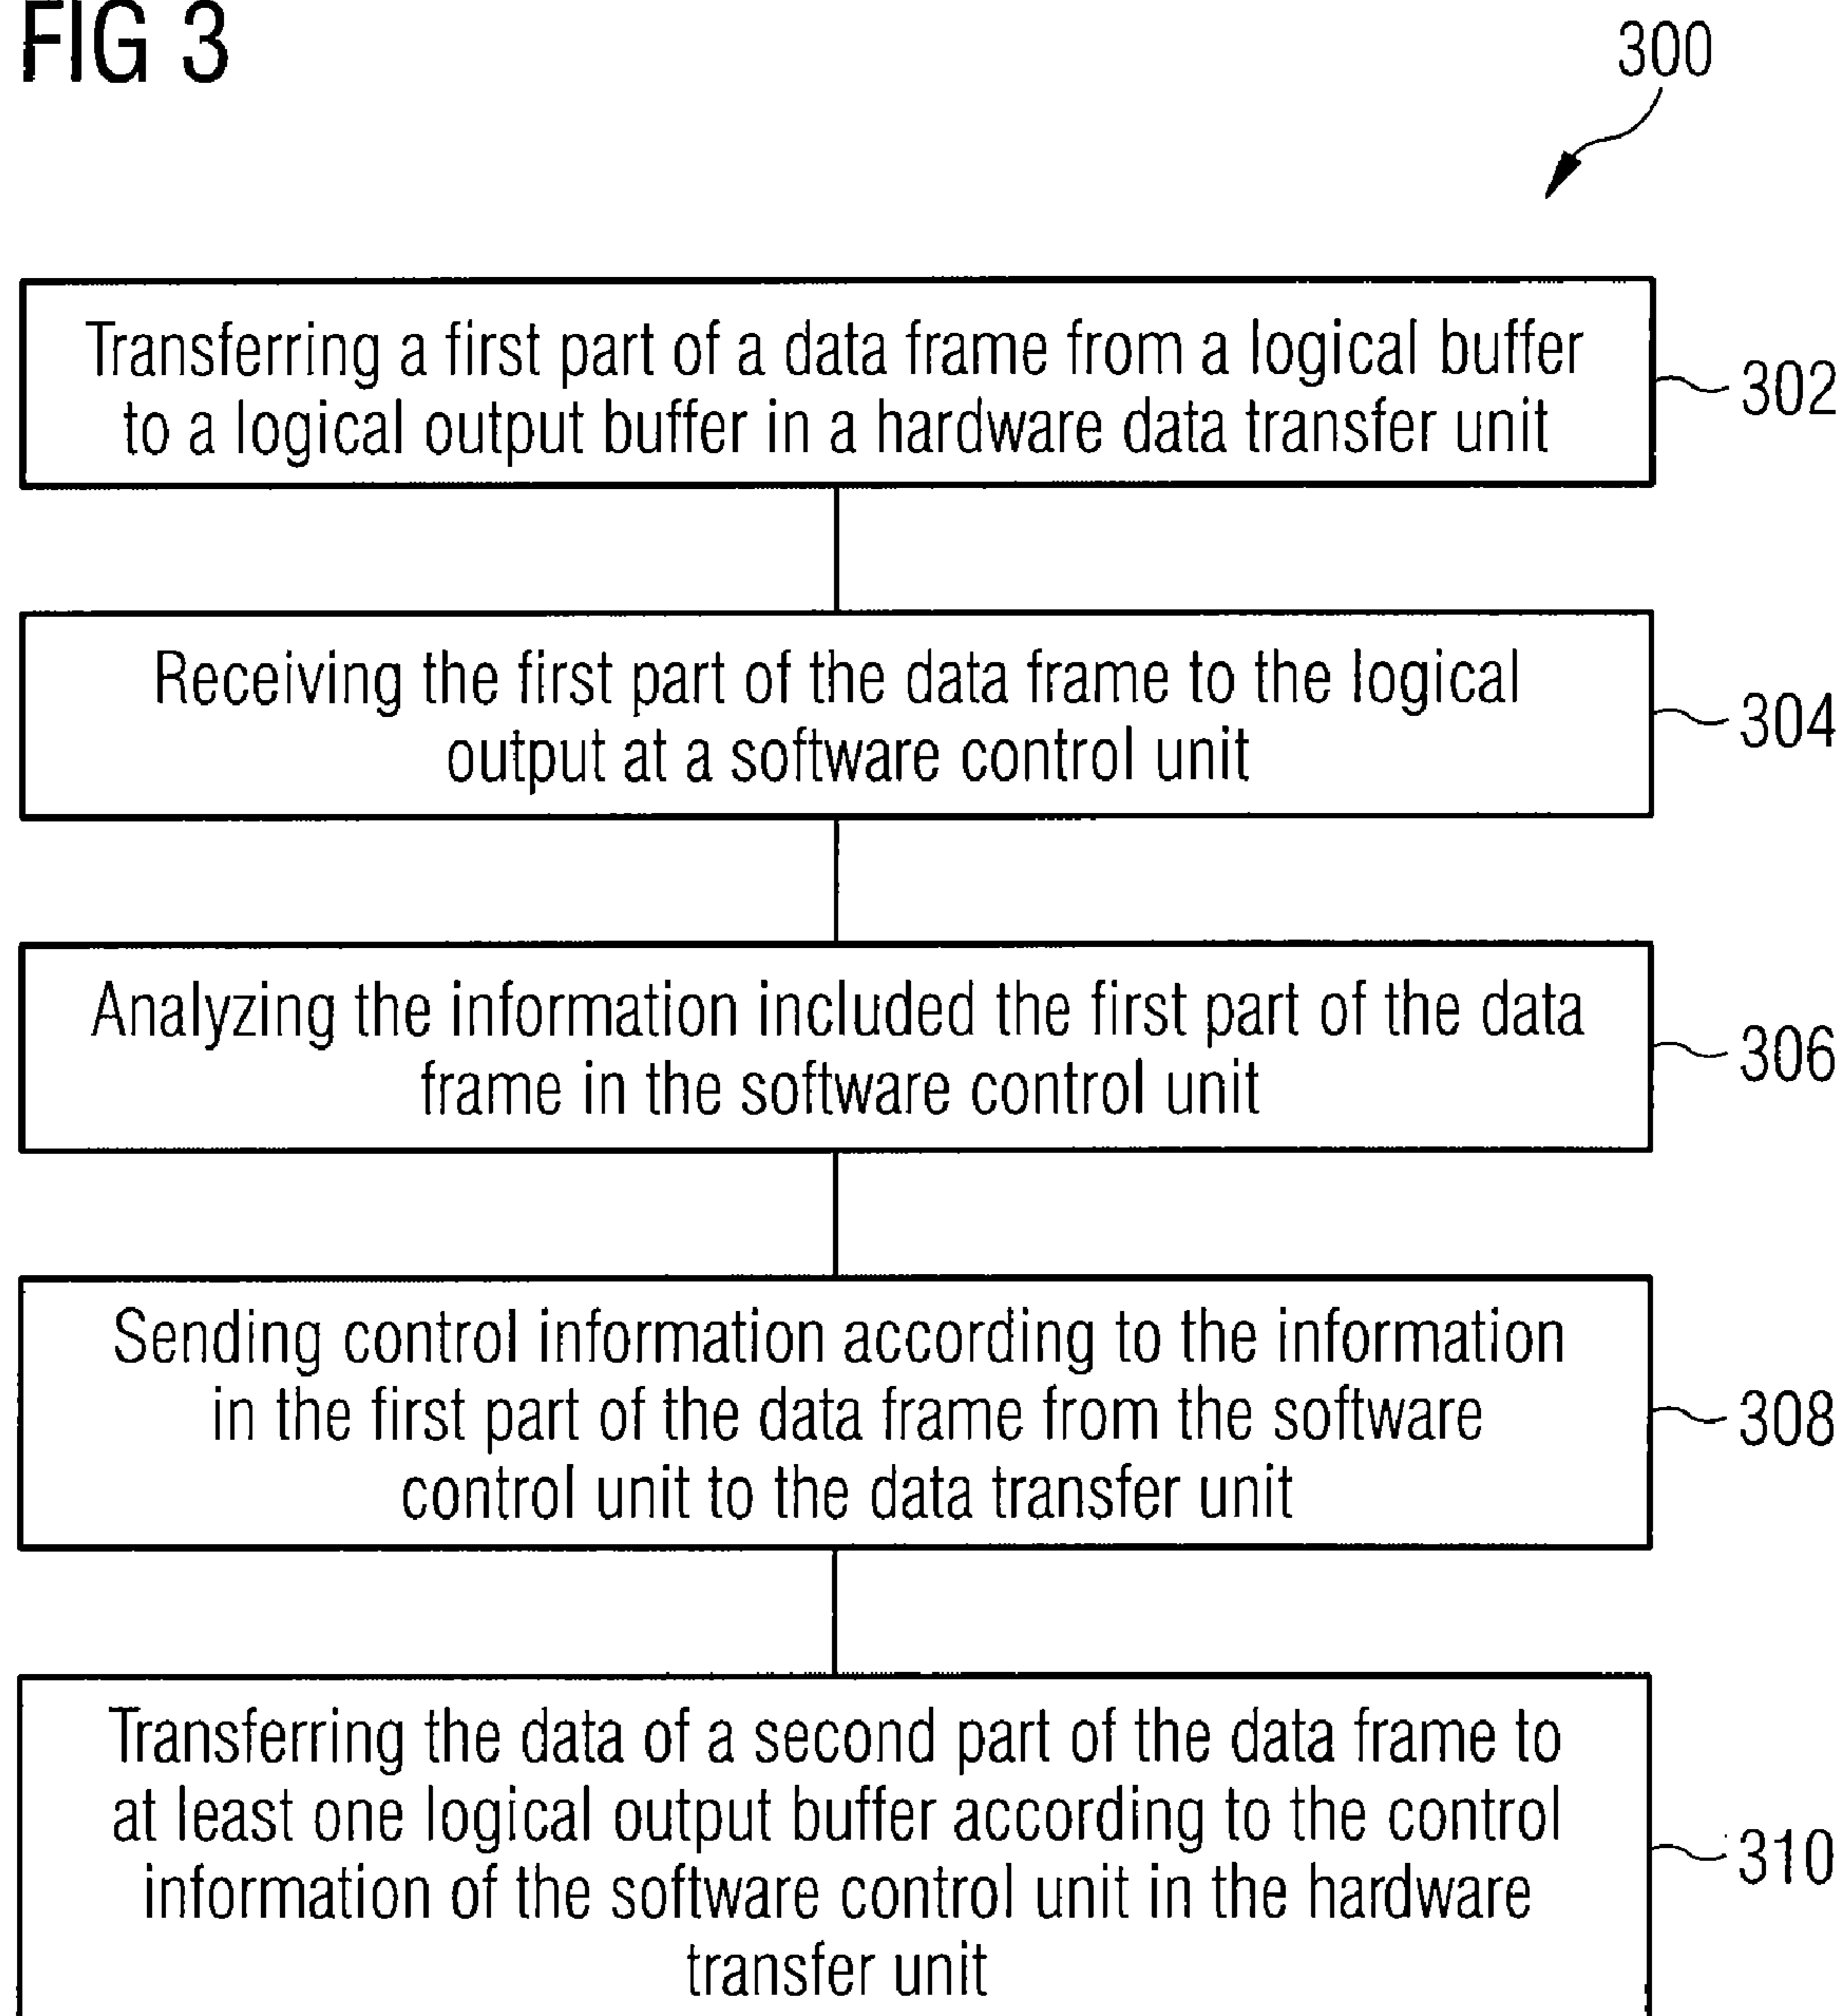 FIG 3
300
Transferring a first part of a data frame from a logical buffer
to a logical output buffer in a hardware data transfer unit
302
Receiving the first part of the data frame to the logical
output at a software control unit
304
Analyzing the information included the first part of the data
frame in the software control unit
306
Sending control information according to the information
in the first part of the data frame from the software
control unit to the data transfer unit
308
Transferring the data of a second part of the data frame to
at least one logical output buffer according to the control
information of the software control unit in the hardware
transfer unit
310